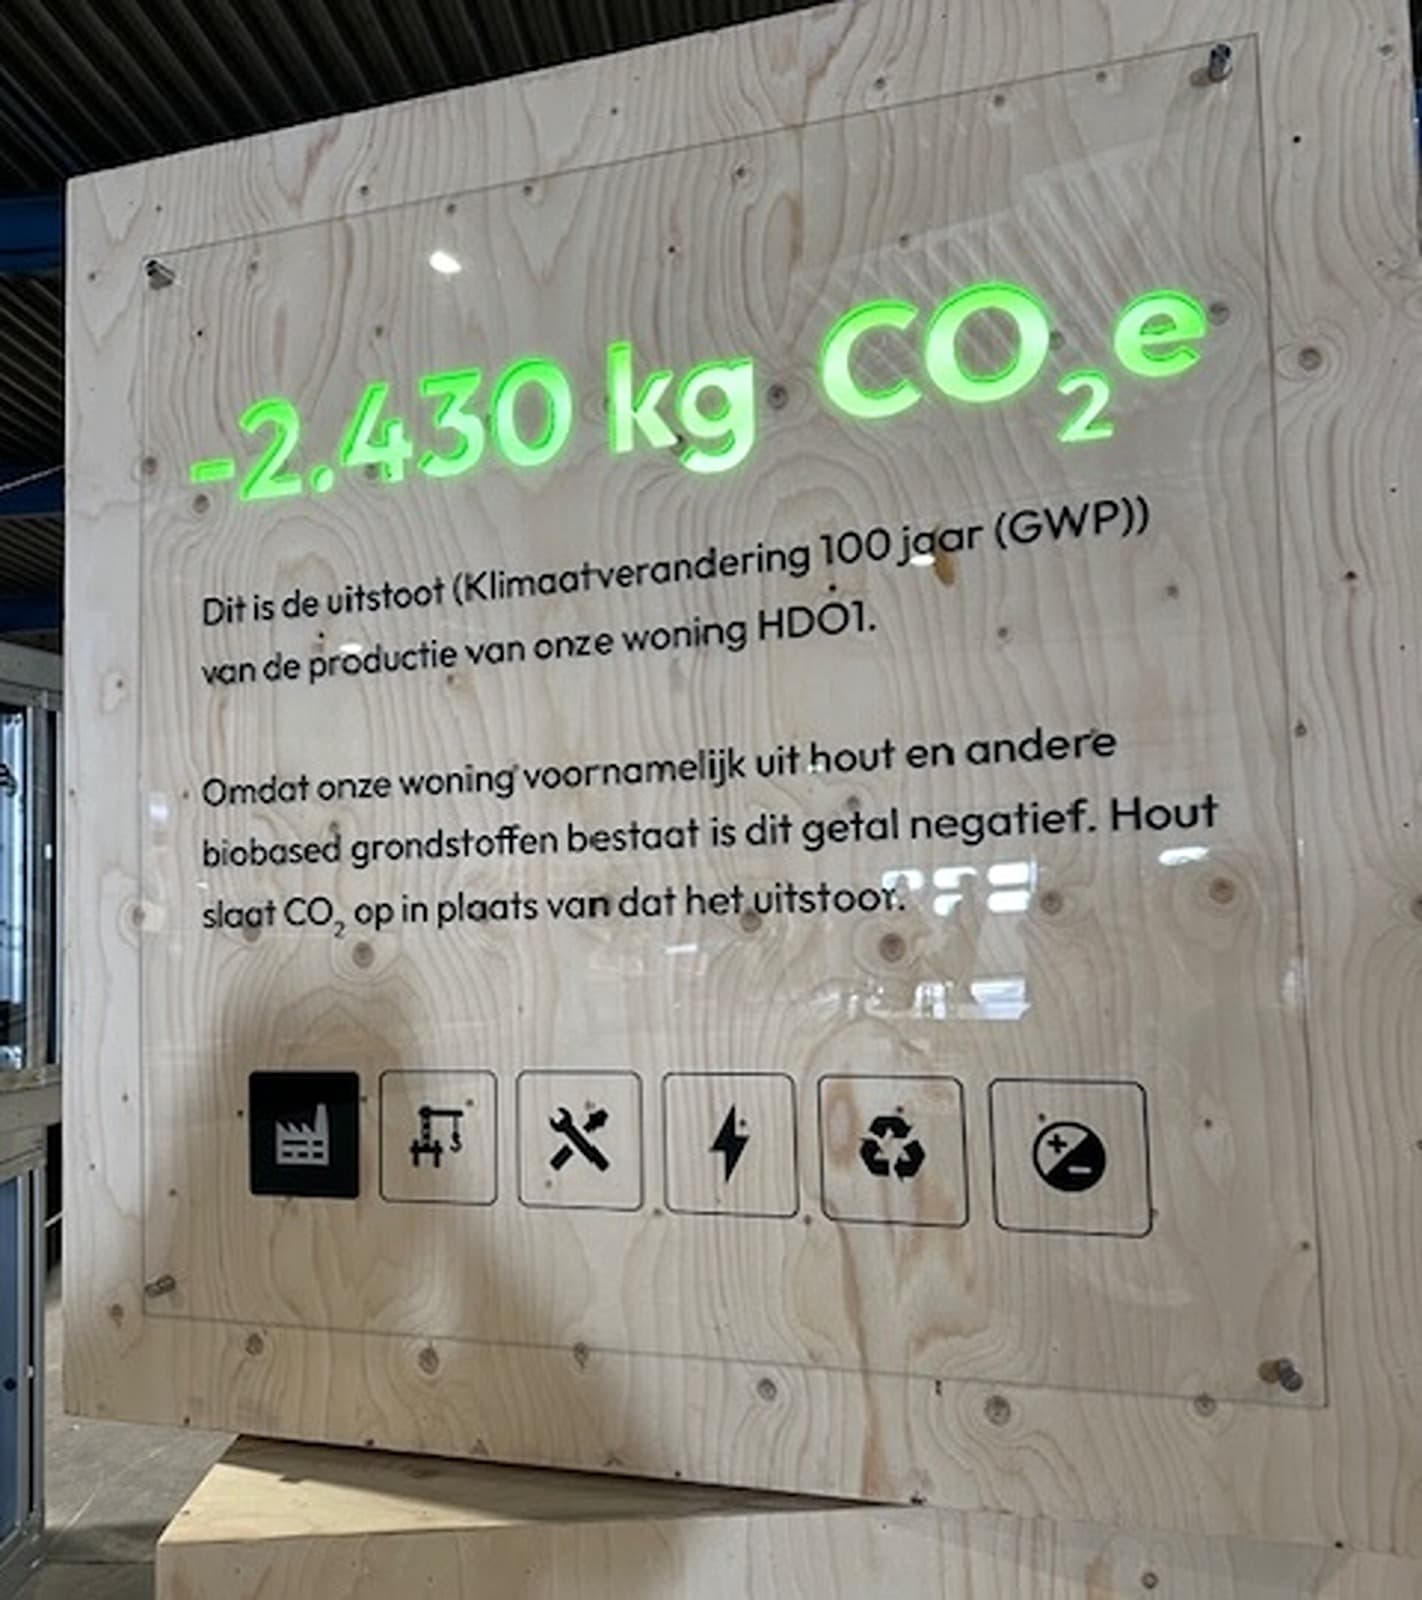 -2.430 kg CO₂e
Dit is de uitstoot (Klimaatverandering 100 jaar (GWP))
van de productie van onze woning HDO1.
Omdat onze woning voornamelijk uit hout en andere
biobased grondstoffen bestaat is dit getal negatief. Hout
slaat CO₂ op in plaats van dat het uitstoot.